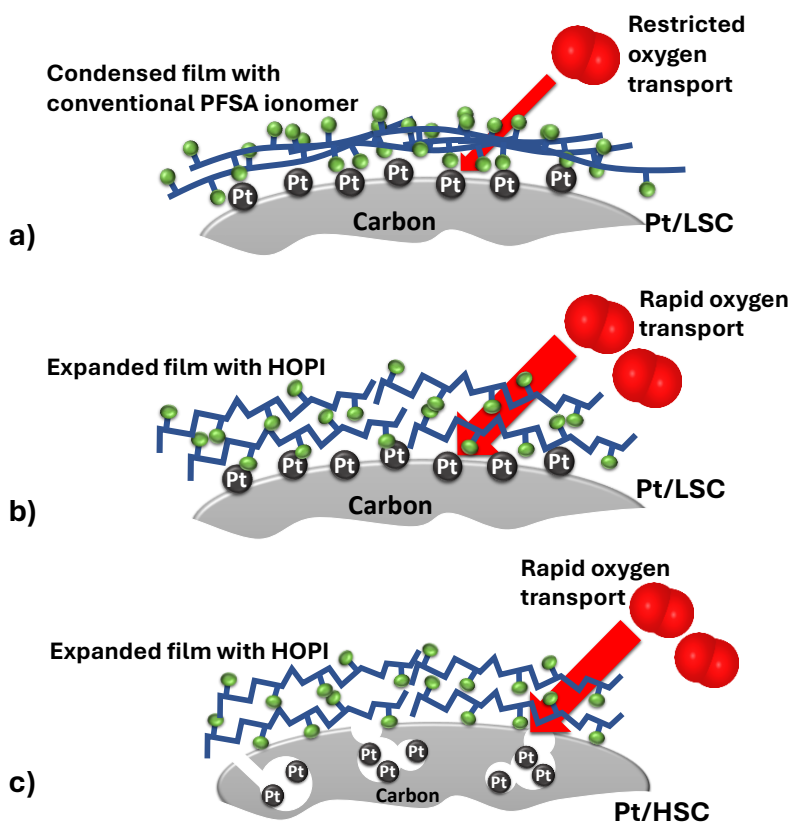 Restricted
oxygen
transport
Condensed film with
conventional PFSA ionomer
Pt Pt Pt Pt Pt Pt Pt
Carbon
Pt/LSC
a)
Rapid oxygen
transport
Expanded film with HOPI
Pt Pt Pt Pt Pt Pt Pt
Carbon
Pt/LSC
b)
Rapid oxygen
transport
Expanded film with HOPI
Pt Pt Pt
Pt Pt Pt
Pt Pt
Carbon
c)
Pt/HSC